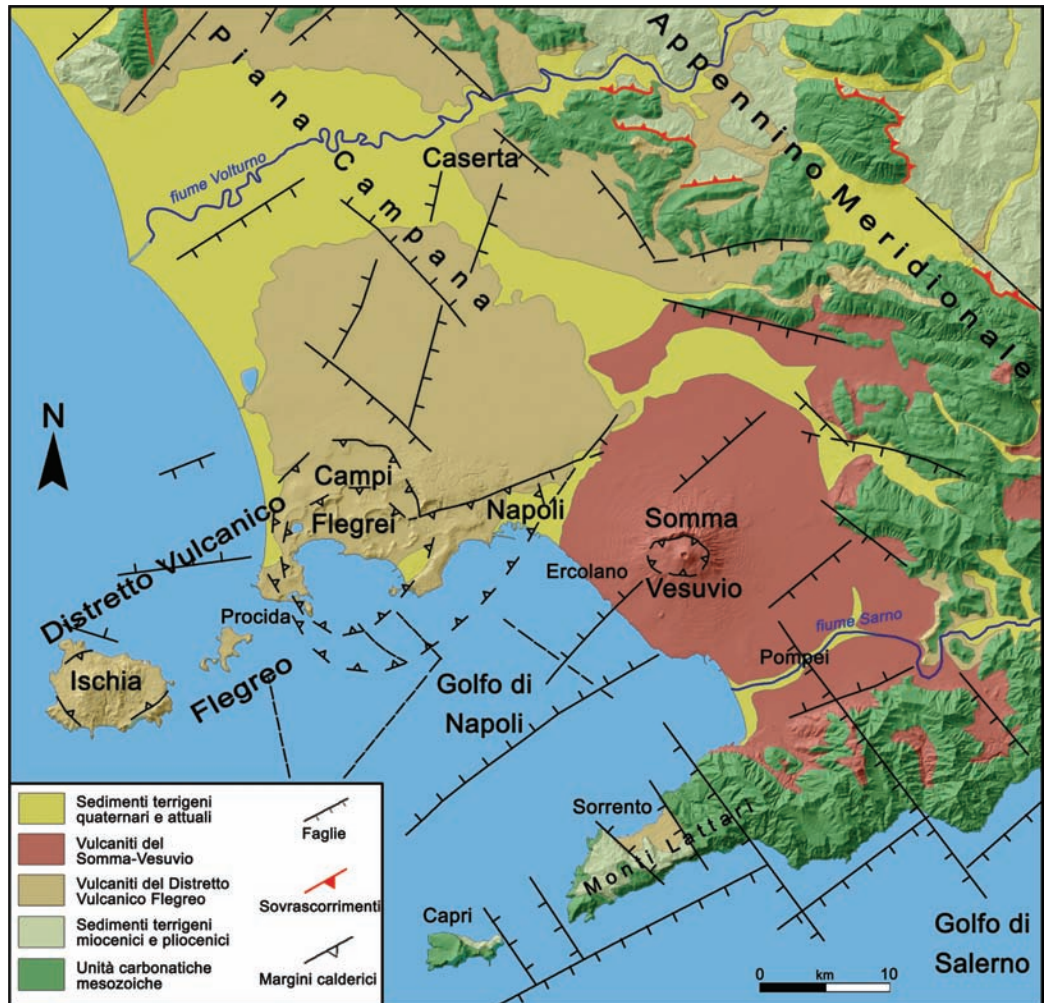 Appennino Meridionale
Piana Campana
fiume Volturno
Caserta
N
Campi
Flegrei
Napoli
Somma
Vesuvio
Ercolano
Distretto Vulcanico
Flegreo
Procida
Ischia
fiume Sarno
Pompei
Golfo di
Napoli
Sorrento
Monti Lattari
Capri
Golfo di
Salerno
0 km 10
Sedimenti terrigeni
quaternari e attuali
Vulcaniti del
Somma-Vesuvio
Vulcaniti del Distretto
Vulcanico Flegreo
Sedimenti terrigeni
miocenici e pliocenici
Unità carbonatiche
mesozoiche
Faglie
Sovrascorrimenti
Margini calderici